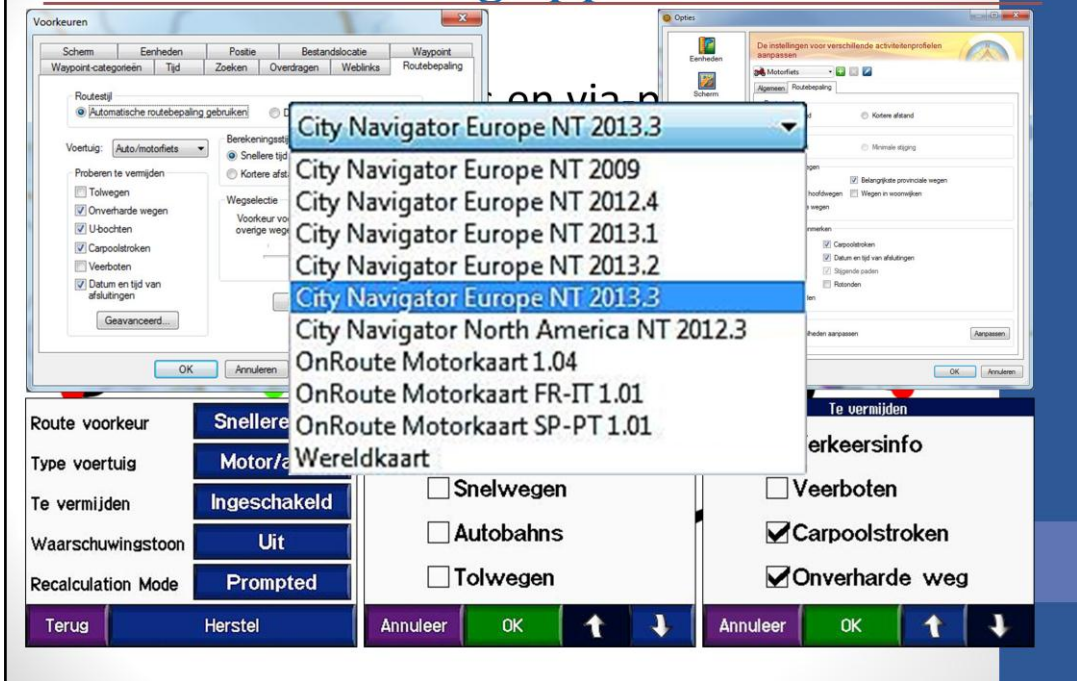 Voorkeuren
Scherm Eenheden Positie Bestandslocatie Waypoint
Waypoint-categorieën Tijd Zoeken Overdragen Weblinks Routebepaling
Routestijl
Automatische routebepaling gebruiken
Voertuig: Auto/motorfiets
Proberen te vermijden
Tolwegen
Onverharde wegen
U-bochten
Carpoolstroken
Veerboten
Datum en tijd van
afsluitingen
Geavanceerd...
Snellere tijd
Wegselectie
OK Annuleren
en via-p
City Navigator Europe NT 2013.3
City Navigator Europe NT 2009
City Navigator Europe NT 2012.4
City Navigator Europe NT 2013.1
City Navigator Europe NT 2013.2
City Navigator Europe NT 2013.3
City Navigator North America NT 2012.3
OnRoute Motorkaart 1.04
OnRoute Motorkaart FR-IT 1.01
OnRoute Motorkaart SP-PT 1.01
Wereldkaart
Opties
Eenheden
Scherm
De instellingen voor verschillende activiteitenprofielen
aanpassen
Motorfiets
Algemeen Routebepaling
Kortere afstand
Minimale stijging
Belangrijkste provinciale wegen
hoofdwegen Wegen in woonwijken
wegen
Carpoolstroken
Datum en tijd van afsluitingen
Stijgende paden
Rotonden
aanpassen Aanpassen
OK Annuleren
Route voorkeur Snellere
Type voertuig Motor/a
Te vermijden Ingeschakeld
Waarschuwingstoon Uit
Recalculation Mode Prompted
Terug Herstel
Snelwegen
Autobahns
Tolwegen
Annuleer OK
Te vermijden
erkeersinfo
Veerboten
Carpoolstroken
Onverharde weg
Annuleer OK